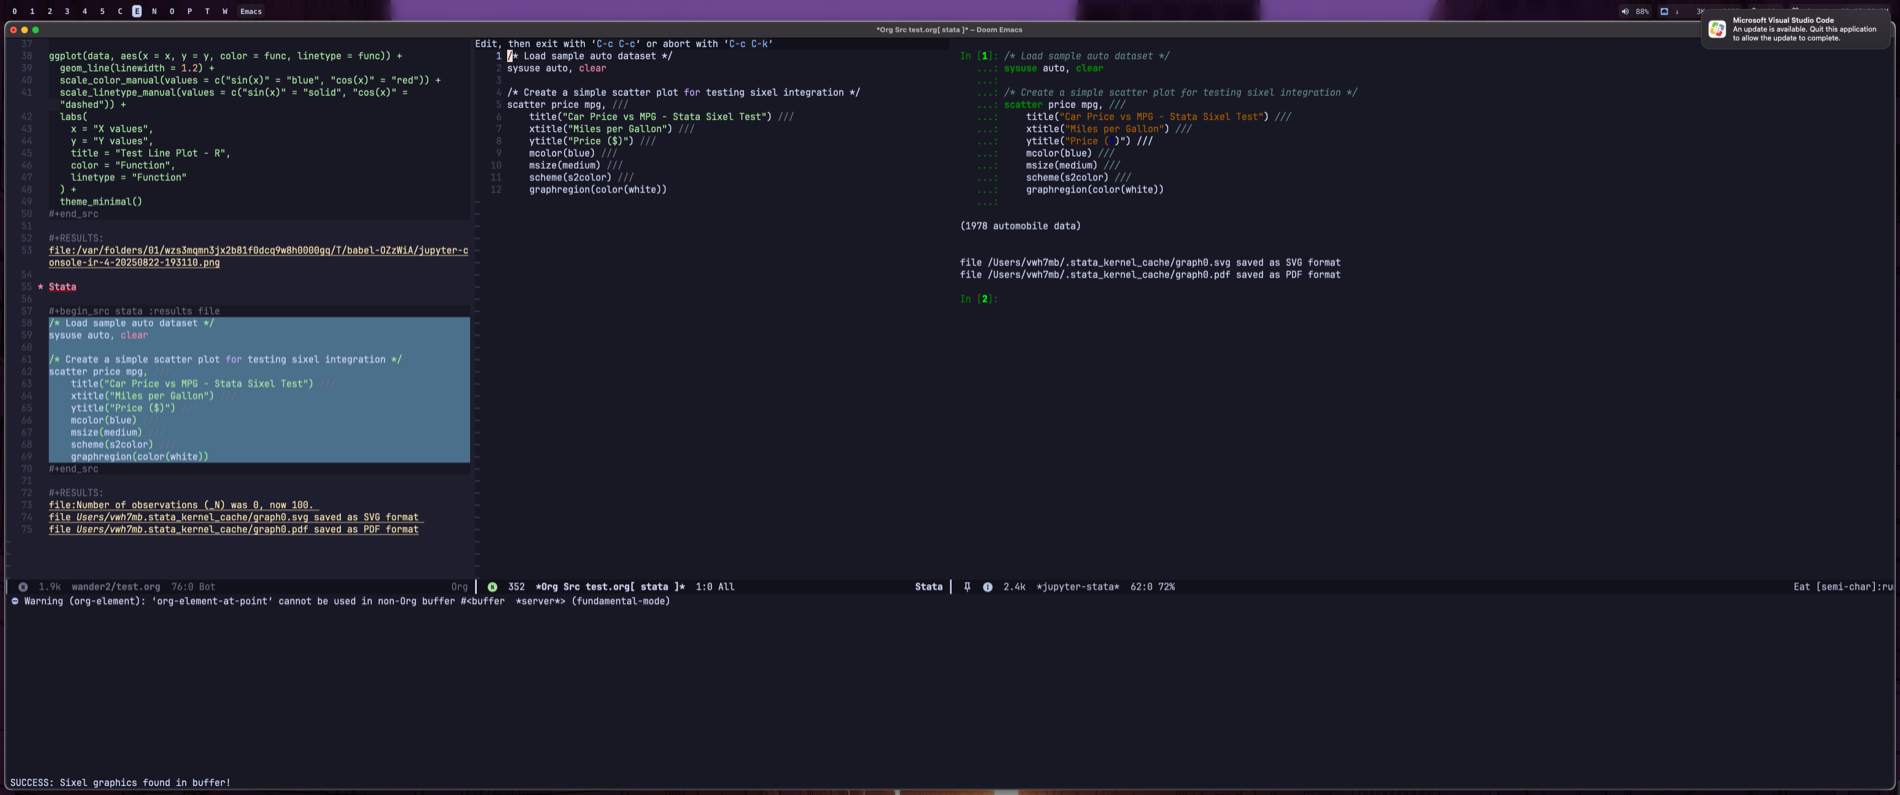 0 1 2 3 4 5 C E N O P T W Emacs
88%
*Org Src test.org[ stata ]* – Doom Emacs
Microsoft Visual Studio Code
An update is available. Quit this application
to allow the update to complete.
37
38 ggplot(data, aes(x = x, y = y, color = func, linetype = func)) +
39   geom_line(linewidth = 1.2) +
40   scale_color_manual(values = c("sin(x)" = "blue", "cos(x)" = "red")) +
41   scale_linetype_manual(values = c("sin(x)" = "solid", "cos(x)" =
"dashed")) +
42   labs(
43     x = "X values",
44     y = "Y values",
45     title = "Test Line Plot - R",
46     color = "Function",
47     linetype = "Function"
48   ) +
49   theme_minimal()
50 #+end_src
51
52 #+RESULTS:
53 file:/var/folders/01/wzs3mqmn3jx2b81f0dcq9w8h0000gq/T/babel-OZzWiA/jupyter-c
onsole-ir-4-20250822-193110.png
54
55 * Stata
56
57 #+begin_src stata :results file
58 /* Load sample auto dataset */
59 sysuse auto, clear
60
61 /* Create a simple scatter plot for testing sixel integration */
62 scatter price mpg, ///
63     title("Car Price vs MPG - Stata Sixel Test") ///
64     xtitle("Miles per Gallon") ///
65     ytitle("Price ($)") ///
66     mcolor(blue) ///
67     msize(medium) ///
68     scheme(s2color) ///
69     graphregion(color(white))
70 #+end_src
71
72 #+RESULTS:
73 file:Number of observations (_N) was 0, now 100.
74 file Users/vwh7mb.stata_kernel_cache/graph0.svg saved as SVG format
75 file Users/vwh7mb.stata_kernel_cache/graph0.pdf saved as PDF format
1.9k wander2/test.org 76:0 Bot Org
Edit, then exit with ‘C-c C-c’ or abort with ‘C-c C-k’
1 /* Load sample auto dataset */
2 sysuse auto, clear
3
4 /* Create a simple scatter plot for testing sixel integration */
5 scatter price mpg, ///
6     title("Car Price vs MPG - Stata Sixel Test") ///
7     xtitle("Miles per Gallon") ///
8     ytitle("Price ($)") ///
9     mcolor(blue) ///
10     msize(medium) ///
11     scheme(s2color) ///
12     graphregion(color(white))
N 352 *Org Src test.org[ stata ]* 1:0 All Stata
In [1]: /* Load sample auto dataset */
...: sysuse auto, clear
...:
...: /* Create a simple scatter plot for testing sixel integration */
...: scatter price mpg, ///
...:     title("Car Price vs MPG - Stata Sixel Test") ///
...:     xtitle("Miles per Gallon") ///
...:     ytitle("Price ( )") ///
...:     mcolor(blue) ///
...:     msize(medium) ///
...:     scheme(s2color) ///
...:     graphregion(color(white))
...:
(1978 automobile data)
file /Users/vwh7mb/.stata_kernel_cache/graph0.svg saved as SVG format
file /Users/vwh7mb/.stata_kernel_cache/graph0.pdf saved as PDF format
In [2]:
2.4k *jupyter-stata* 62:0 72% Eat [semi-char]:ru
Warning (org-element): ‘org-element-at-point’ cannot be used in non-Org buffer #<buffer  *server*> (fundamental-mode)
SUCCESS: Sixel graphics found in buffer!